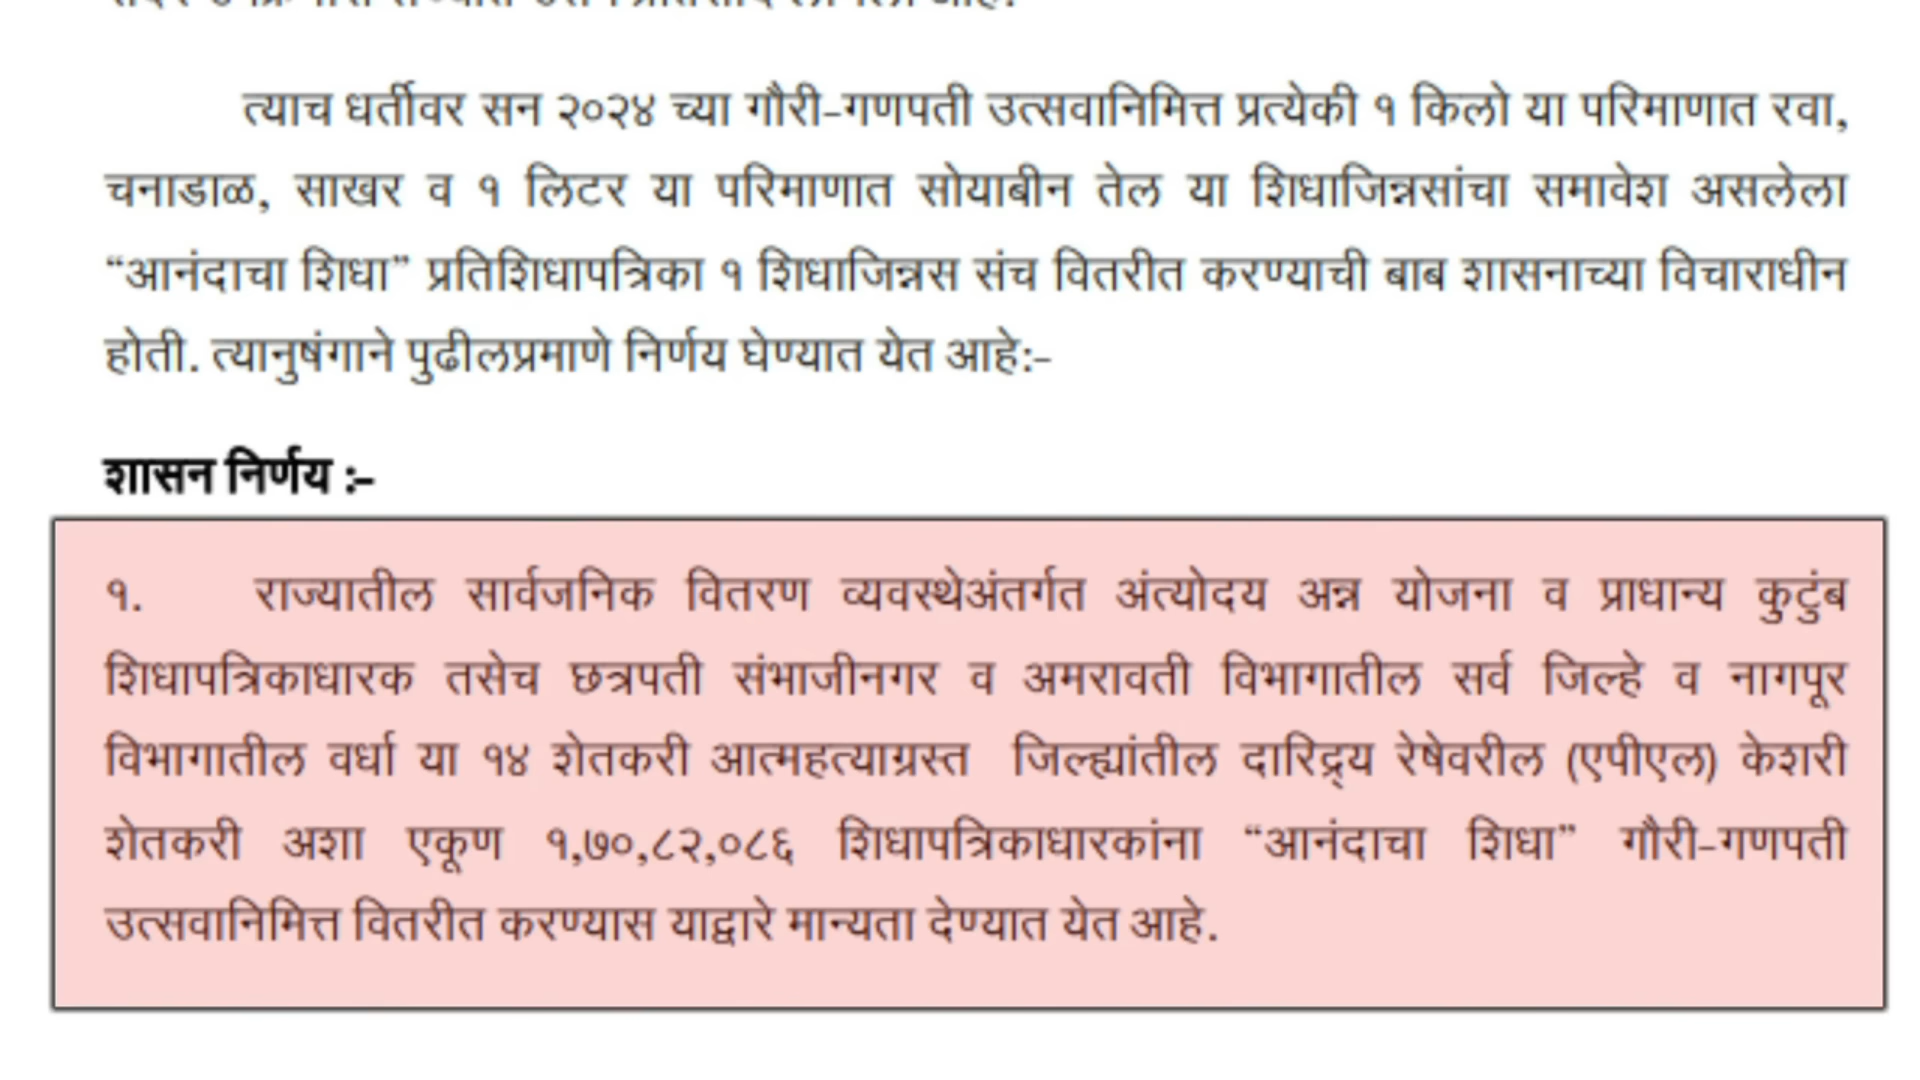 त्याच धर्तीवर सन २०२४ च्या गौरी-गणपती उत्सवानिमित्त प्रत्येकी १ किलो या परिमाणात रवा,
चनाडाळ, साखर व १ लिटर या परिमाणात सोयाबीन तेल या शिधाजिन्नसांचा समावेश असलेला
“आनंदाचा शिधा” प्रतिशिधापत्रिका १ शिधाजिन्नस संच वितरीत करण्याची बाब शासनाच्या विचाराधीन
होती. त्यानुषंगाने पुढीलप्रमाणे निर्णय घेण्यात येत आहे:-
शासन निर्णय :-
१. राज्यातील सार्वजनिक वितरण व्यवस्थेअंतर्गत अंत्योदय अन्न योजना व प्राधान्य कुटुंब
शिधापत्रिकाधारक तसेच छत्रपती संभाजीनगर व अमरावती विभागातील सर्व जिल्हे व नागपूर
विभागातील वर्धा या १४ शेतकरी आत्महत्याग्रस्त जिल्ह्यांतील दारिद्र्य रेषेवरील (एपीएल) केशरी
शेतकरी अशा एकूण १,७०,८२,०८६ शिधापत्रिकाधारकांना “आनंदाचा शिधा” गौरी-गणपती
उत्सवानिमित्त वितरीत करण्यास याद्वारे मान्यता देण्यात येत आहे.